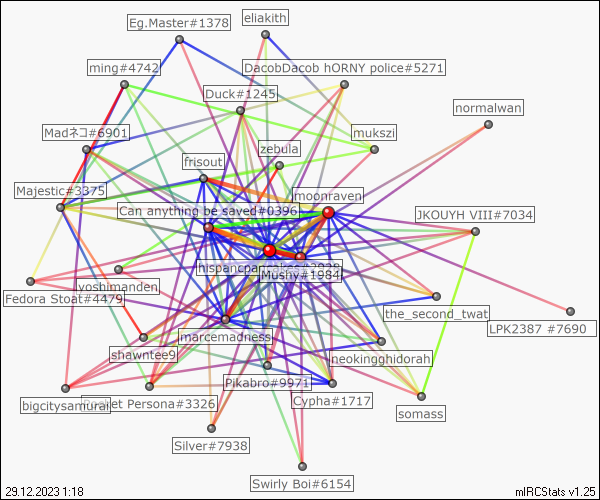 Eg.Master#1378
eliakith
ming#4742
DacobDacob hORNY police#5271
Duck#1245
normalwan
Madネコ#6901
mukszi
zebula
frisout
Majestic#3375
moonraven
Can anything be saved#0396
JKOUYH VIII#7034
hispancpa
Mushy#1984
yoshimanden
Fedora Stoat#4479
the_second_twat
LPK2387 #7690
marcemadness
shawntee9
neokingghidorah
Pikabro#9971
bigcitysamurai
Persona#3326
Cypha#1717
somass
Silver#7938
Swirly Boi#6154
29.12.2023 1:18
mIRCStats v1.25